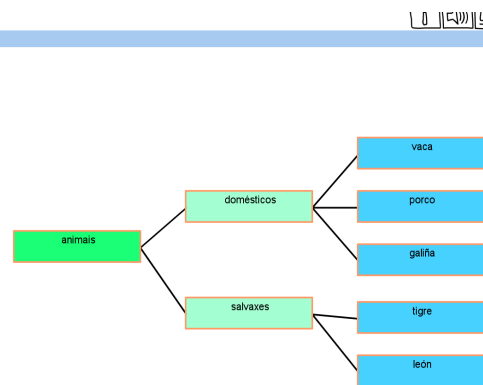 vaca
domésticos
porco
animais
galiña
salvaxes
tigre
león